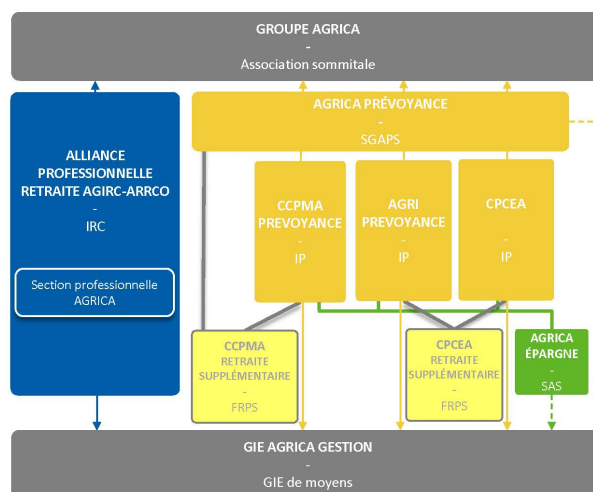 GROUPE AGRICA
-
Association sommitale
ALLIANCE
PROFESSIONNELLE
RETRAITE AGIRC-ARRCO
-
IRC
Section professionnelle
AGRICA
AGRICA PRÉVOYANCE
-
SGAPS
CCPMA
PREVOYANCE
-
IP
AGRI
PREVOYANCE
-
IP
CPCEA
-
IP
CCPMA
RETRAITE
SUPPLÉMENTAIRE
-
FRPS
CPCEA
RETRAITE
SUPPLÉMENTAIRE
-
FRPS
AGRICA
ÉPARGNE
-
SAS
GIE AGRICA GESTION
-
GIE de moyens